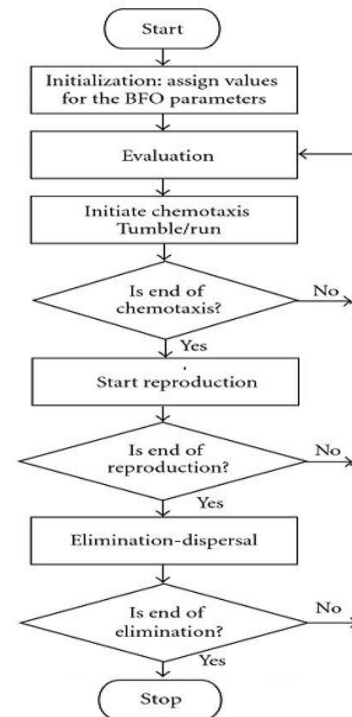 Start
Initialization: assign values
for the BFO parameters
Evaluation
Initiate chemotaxis
Tumble/run
Is end of
chemotaxis?
No
Yes
Start reproduction
Is end of
reproduction?
No
Yes
Elimination-dispersal
Is end of
elimination?
No
Yes
Stop